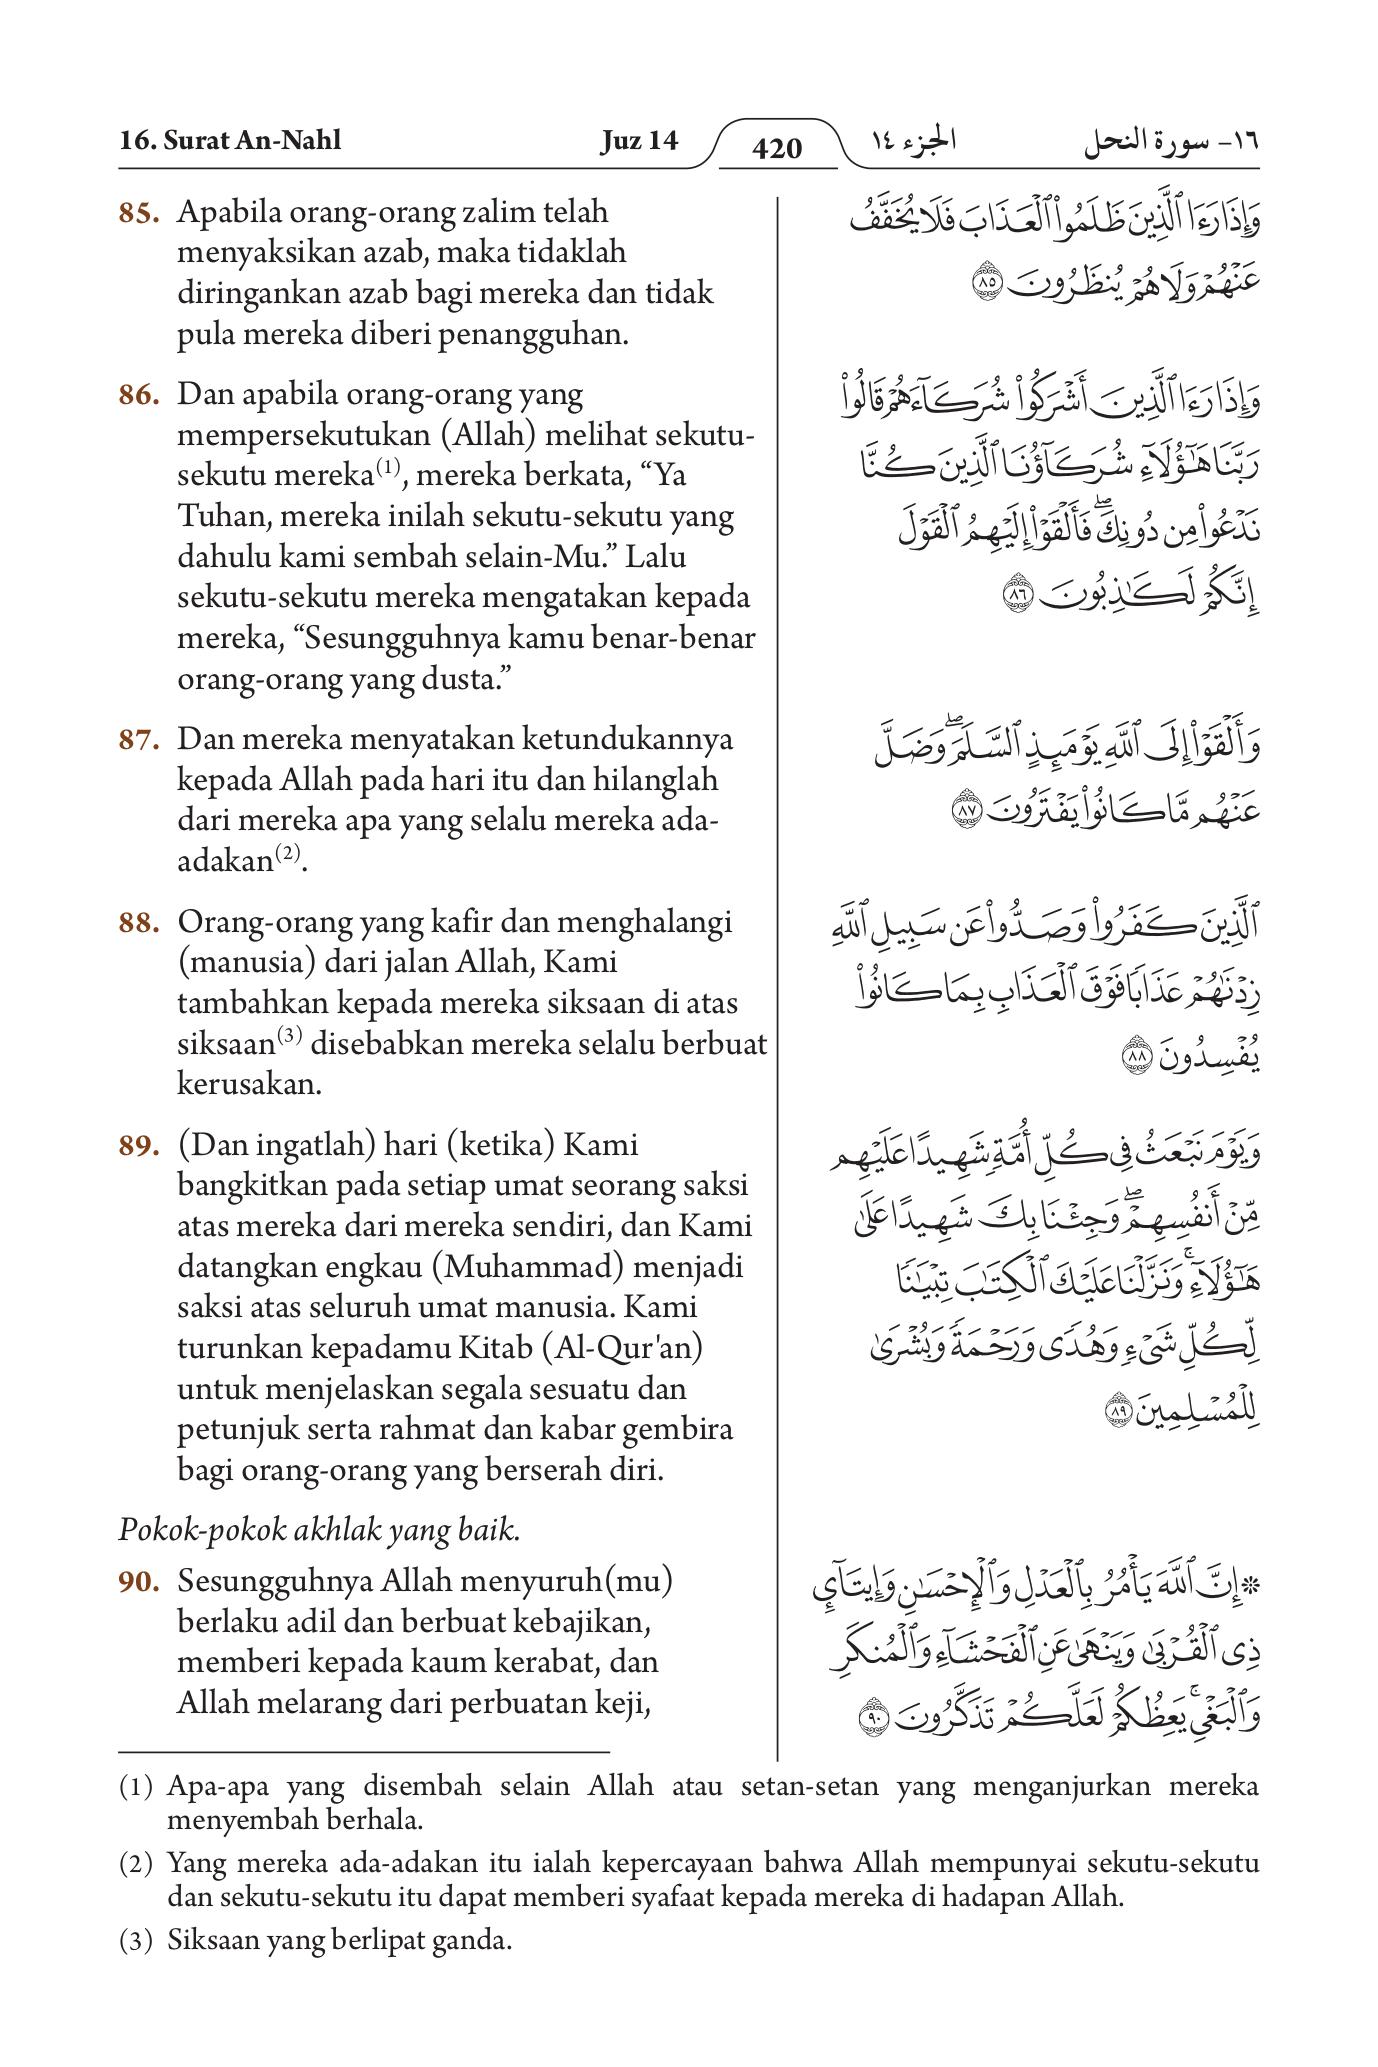 16. Surat An-Nahl
Juz 14
420
الجزء ١٤
١٦- سورة النحل
85. Apabila orang-orang zalim telah
menyaksikan azab, maka tidaklah
diringankan azab bagi mereka dan tidak
pula mereka diberi penangguhan.
86. Dan apabila orang-orang yang
mempersekutukan (Allah) melihat sekutu-
sekutu mereka(1), mereka berkata, “Ya
Tuhan, mereka inilah sekutu-sekutu yang
dahulu kami sembah selain-Mu.” Lalu
sekutu-sekutu mereka mengatakan kepada
mereka, “Sesungguhnya kamu benar-benar
orang-orang yang dusta.”
87. Dan mereka menyatakan ketundukannya
kepada Allah pada hari itu dan hilanglah
dari mereka apa yang selalu mereka ada-
adakan(2).
88. Orang-orang yang kafir dan menghalangi
(manusia) dari jalan Allah, Kami
tambahkan kepada mereka siksaan di atas
siksaan(3) disebabkan mereka selalu berbuat
kerusakan.
89. (Dan ingatlah) hari (ketika) Kami
bangkitkan pada setiap umat seorang saksi
atas mereka dari mereka sendiri, dan Kami
datangkan engkau (Muhammad) menjadi
saksi atas seluruh umat manusia. Kami
turunkan kepadamu Kitab (Al-Qur'an)
untuk menjelaskan segala sesuatu dan
petunjuk serta rahmat dan kabar gembira
bagi orang-orang yang berserah diri.
Pokok-pokok akhlak yang baik.
90. Sesungguhnya Allah menyuruh(mu)
berlaku adil dan berbuat kebajikan,
memberi kepada kaum kerabat, dan
Allah melarang dari perbuatan keji,
وَإِذَا رَءَا ٱلَّذِينَ ظَلَمُوا۟ ٱلْعَذَابَ فَلَا يُخَفَّفُ
عَنْهُمْ وَلَا هُمْ يُنظَرُونَ ٨٥
وَإِذَا رَءَا ٱلَّذِينَ أَشْرَكُوا۟ شُرَكَآءَهُمْ قَالُوا۟
رَبَّنَا هَٰٓؤُلَآءِ شُرَكَآؤُنَا ٱلَّذِينَ كُنَّا
نَدْعُوا۟ مِن دُونِكَ ۖ فَأَلْقَوْا۟ إِلَيْهِمُ ٱلْقَوْلَ
إِنَّكُمْ لَكَٰذِبُونَ ٨٦
وَأَلْقَوْا۟ إِلَى ٱللَّهِ يَوْمَئِذٍ ٱلسَّلَمَ ۖ وَضَلَّ
عَنْهُم مَّا كَانُوا۟ يَفْتَرُونَ ٨٧
ٱلَّذِينَ كَفَرُوا۟ وَصَدُّوا۟ عَن سَبِيلِ ٱللَّهِ
زِدْنَٰهُمْ عَذَابًا فَوْقَ ٱلْعَذَابِ بِمَا كَانُوا۟
يُفْسِدُونَ ٨٨
وَيَوْمَ نَبْعَثُ فِى كُلِّ أُمَّةٍ شَهِيدًا عَلَيْهِم
مِّنْ أَنفُسِهِمْ ۖ وَجِئْنَا بِكَ شَهِيدًا عَلَىٰ
هَٰٓؤُلَآءِ ۚ وَنَزَّلْنَا عَلَيْكَ ٱلْكِتَٰبَ تِبْيَٰنًا
لِّكُلِّ شَىْءٍ وَهُدًى وَرَحْمَةً وَبُشْرَىٰ
لِلْمُسْلِمِينَ ٨٩
۞ إِنَّ ٱللَّهَ يَأْمُرُ بِٱلْعَدْلِ وَٱلْإِحْسَٰنِ وَإِيتَآئِ
ذِى ٱلْقُرْبَىٰ وَيَنْهَىٰ عَنِ ٱلْفَحْشَآءِ وَٱلْمُنكَرِ
وَٱلْبَغْىِ ۚ يَعِظُكُمْ لَعَلَّكُمْ تَذَكَّرُونَ ٩٠
(1) Apa-apa yang disembah selain Allah atau setan-setan yang menganjurkan mereka
menyembah berhala.
(2) Yang mereka ada-adakan itu ialah kepercayaan bahwa Allah mempunyai sekutu-sekutu
dan sekutu-sekutu itu dapat memberi syafaat kepada mereka di hadapan Allah.
(3) Siksaan yang berlipat ganda.